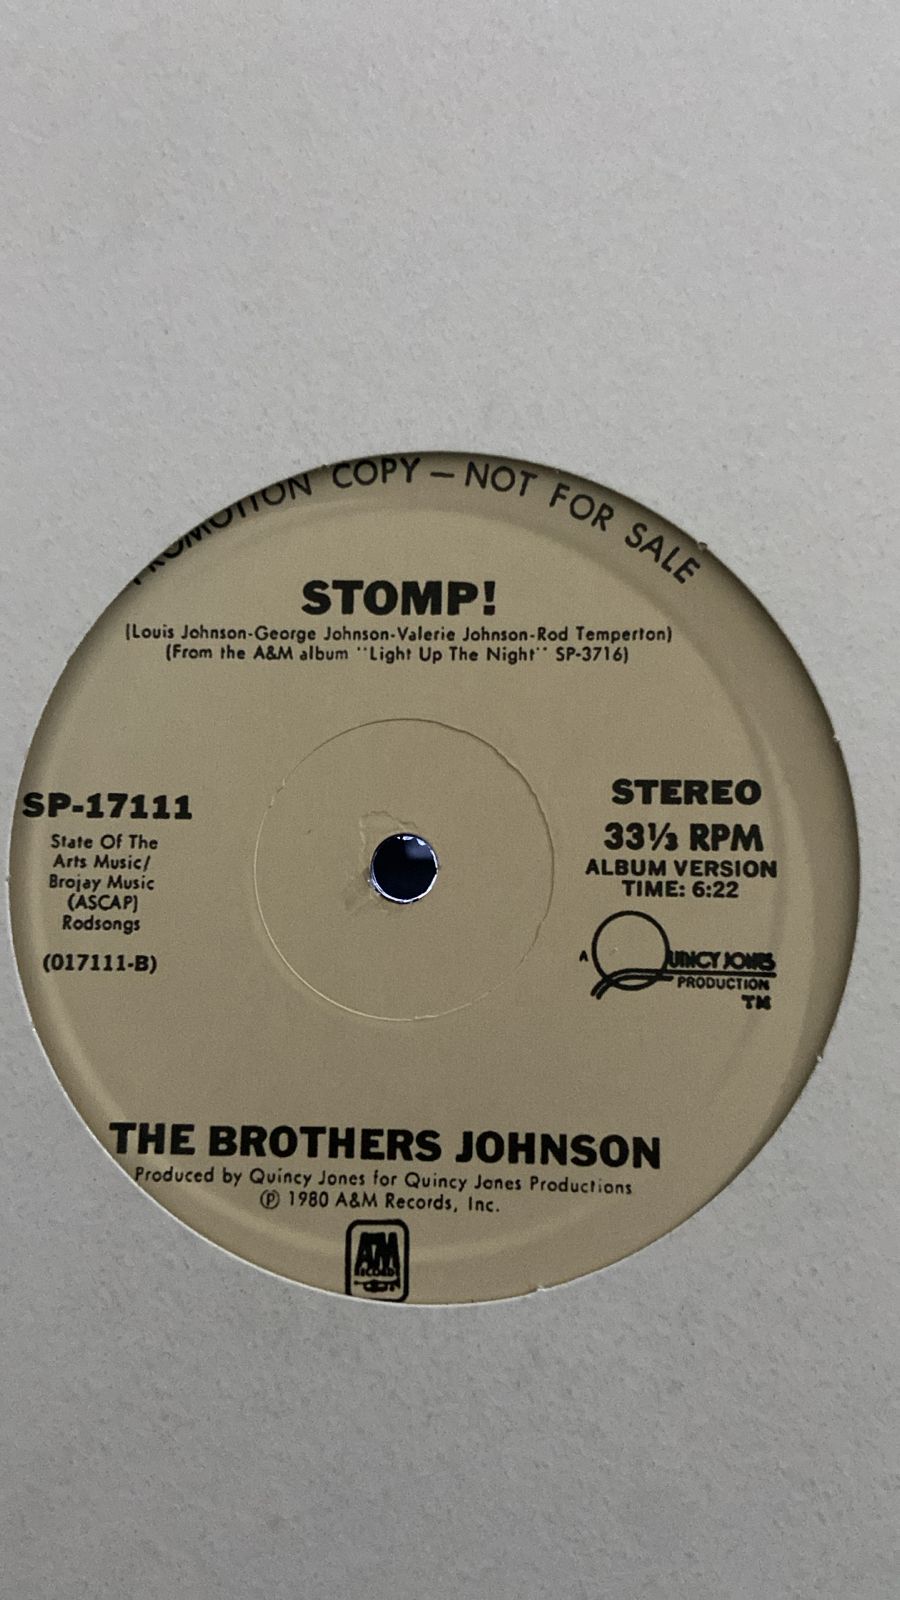 PROMOTION COPY — NOT FOR SALE
STOMP!
(Louis Johnson-George Johnson-Valerie Johnson-Rod Temperton)
(From the A&M album "Light Up The Night" SP-3716)
SP-17111
State Of The
Arts Music/
Brojay Music
(ASCAP)
Rodsongs
(017111-B)
STEREO
33⅓ RPM
ALBUM VERSION
TIME: 6:22
A QUINCY JONES
PRODUCTION
TM
THE BROTHERS JOHNSON
Produced by Quincy Jones for Quincy Jones Productions
℗ 1980 A&M Records, Inc.
A&M
RECORDS